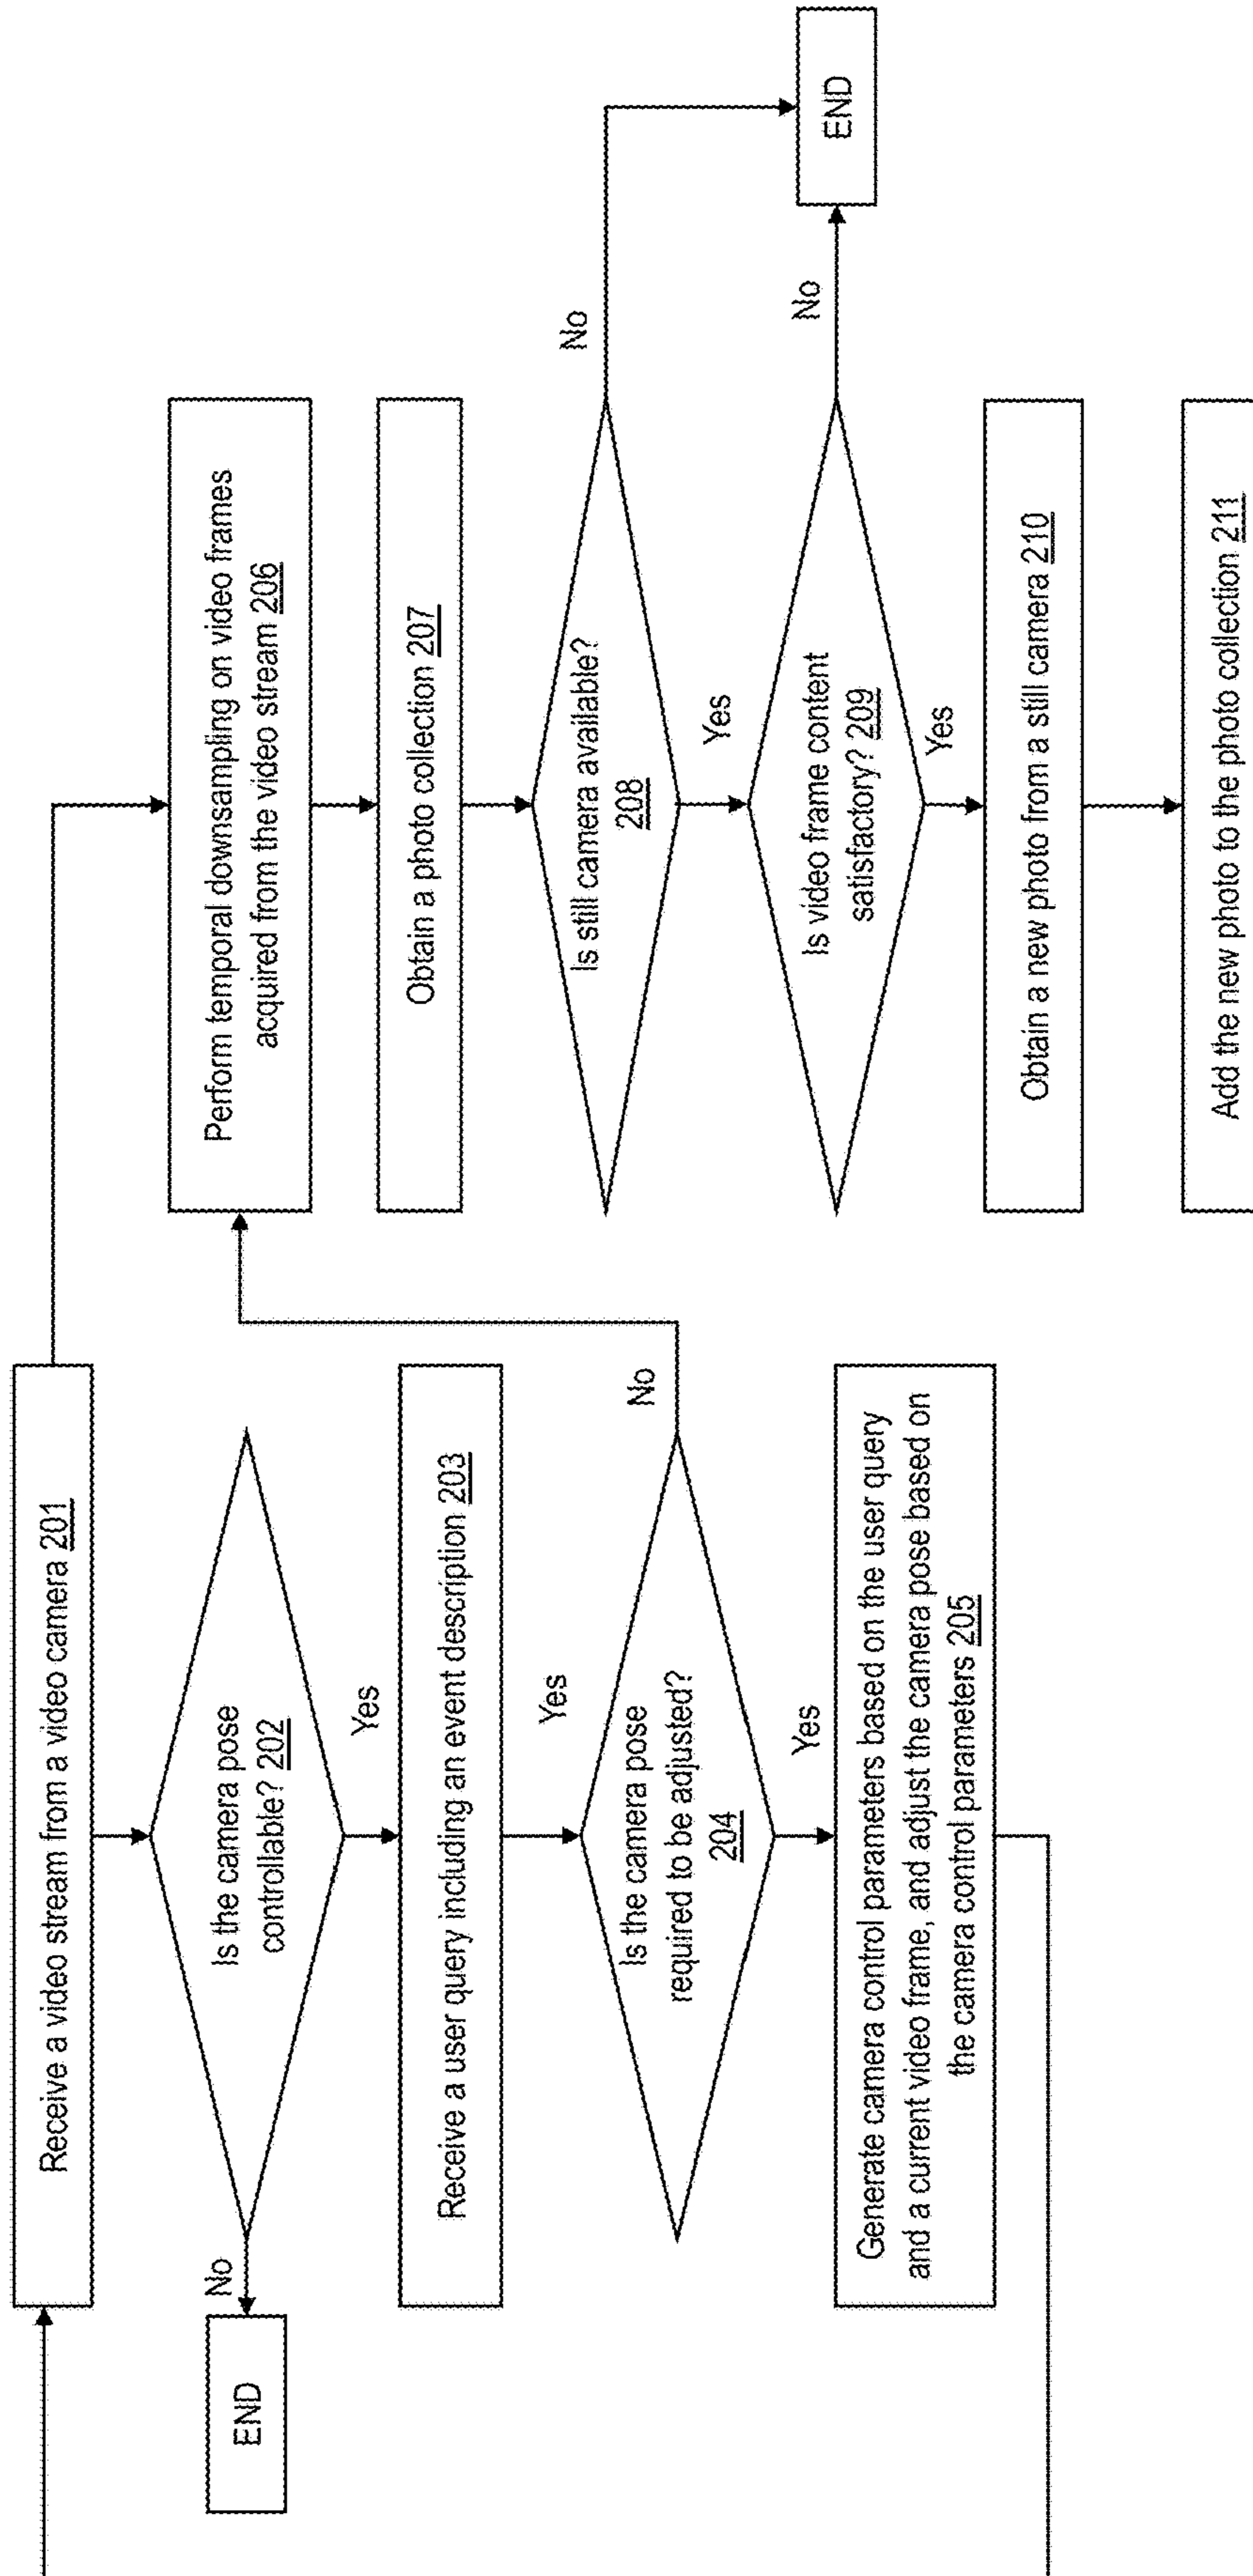 Receive a video stream from a video camera 201
Is the camera pose
controllable? 202
No
END
Yes
Receive a user query including an event description 203
Yes
Is the camera pose
required to be adjusted?
204
No
Yes
Generate camera control parameters based on the user query
and a current video frame, and adjust the camera pose based on
the camera control parameters 205
Perform temporal downsampling on video frames
acquired from the video stream 206
Obtain a photo collection 207
Is still camera available?
208
No
Yes
Is video frame content
satisfactory? 209
No
END
Yes
Obtain a new photo from a still camera 210
Add the new photo to the photo collection 211